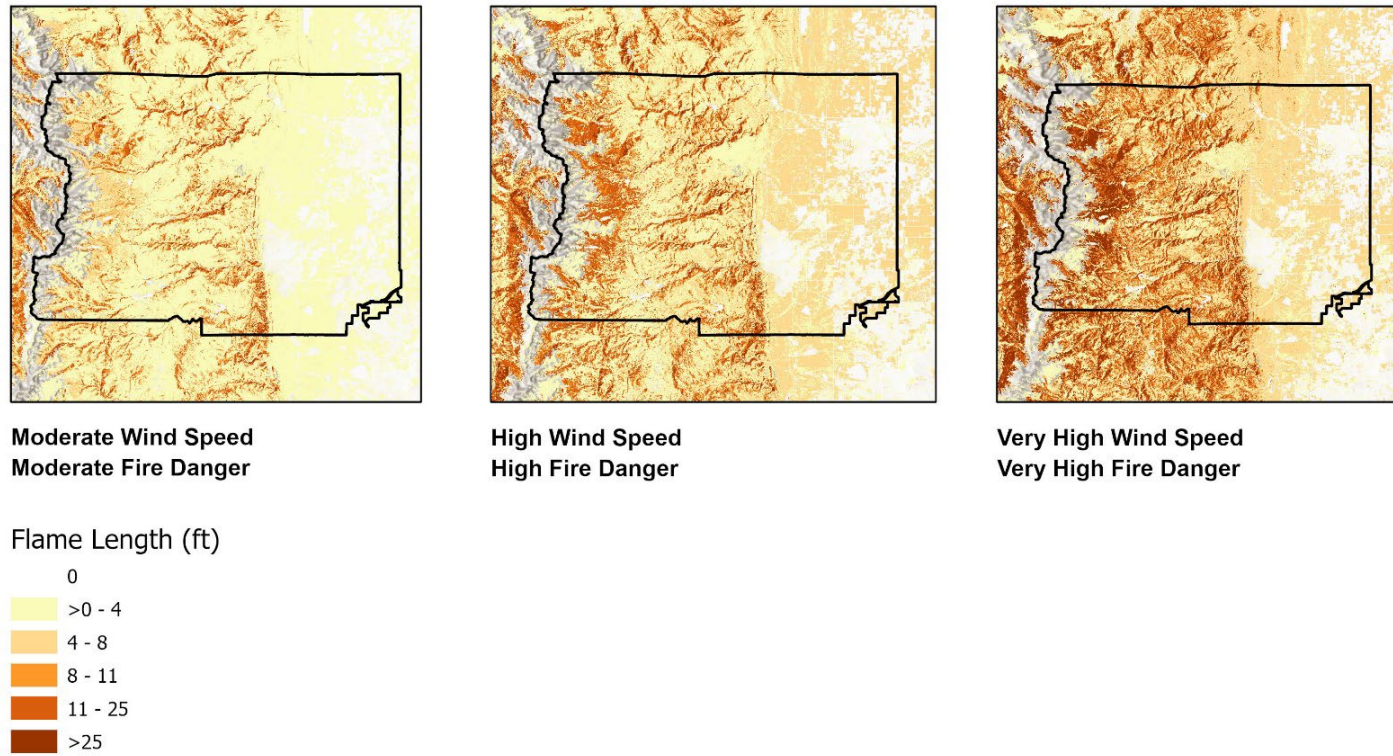 Moderate Wind Speed
Moderate Fire Danger
High Wind Speed
High Fire Danger
Very High Wind Speed
Very High Fire Danger
Flame Length (ft)
0
>0 - 4
4 - 8
8 - 11
11 - 25
>25